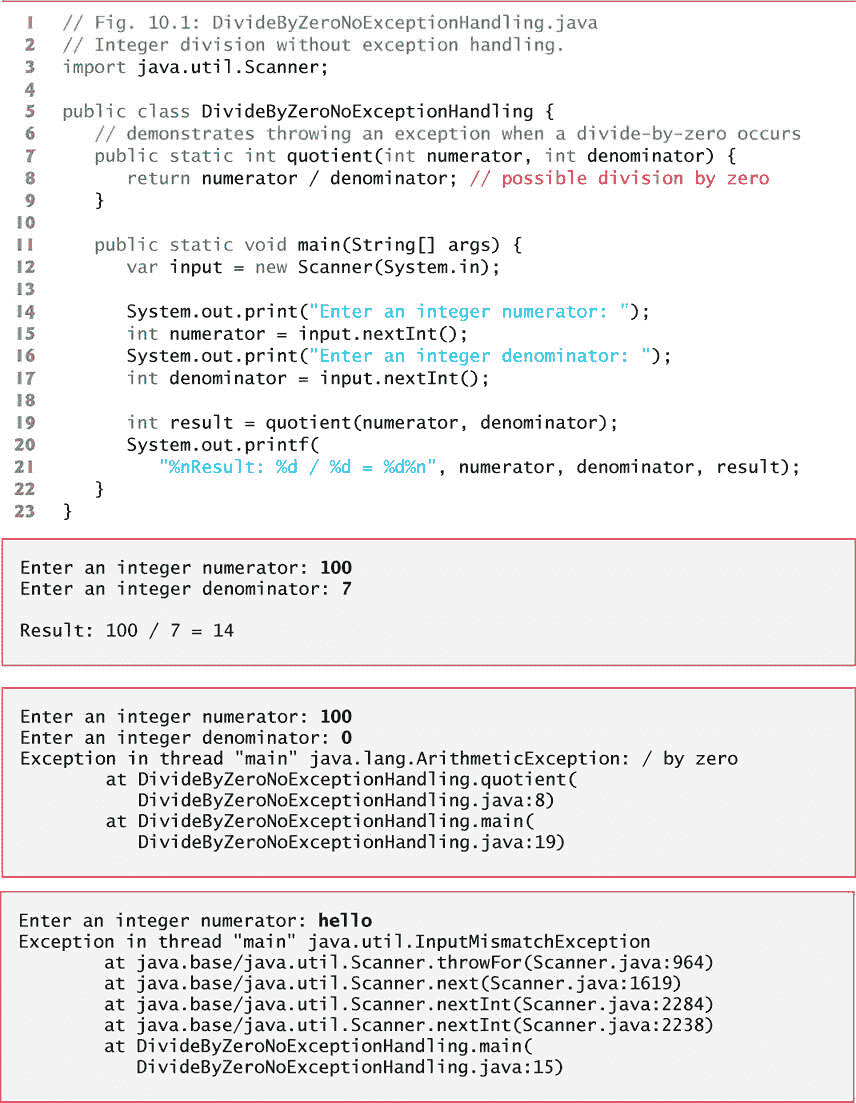 1 // Fig. 10.1: DivideByZeroNoExceptionHandling.java
2 // Integer division without exception handling.
3 import java.util.Scanner;
4
5 public class DivideByZeroNoExceptionHandling {
6 // demonstrates throwing an exception when a divide-by-zero occurs
7 public static int quotient(int numerator, int denominator) {
8 return numerator / denominator; // possible division by zero
9 }
10
11 public static void main(String[] args) {
12 var input = new Scanner(System.in);
13
14 System.out.print("Enter an integer numerator: ");
15 int numerator = input.nextInt();
16 System.out.print("Enter an integer denominator: ");
17 int denominator = input.nextInt();
18
19 int result = quotient(numerator, denominator);
20 System.out.printf(
21 "%nResult: %d / %d = %d%n", numerator, denominator, result);
22 }
23 }
Enter an integer numerator: 100
Enter an integer denominator: 7
Result: 100 / 7 = 14
Enter an integer numerator: 100
Enter an integer denominator: 0
Exception in thread "main" java.lang.ArithmeticException: / by zero
at DivideByZeroNoExceptionHandling.quotient(
DivideByZeroNoExceptionHandling.java:8)
at DivideByZeroNoExceptionHandling.main(
DivideByZeroNoExceptionHandling.java:19)
Enter an integer numerator: hello
Exception in thread "main" java.util.InputMismatchException
at java.base/java.util.Scanner.throwFor(Scanner.java:964)
at java.base/java.util.Scanner.next(Scanner.java:1619)
at java.base/java.util.Scanner.nextInt(Scanner.java:2284)
at java.base/java.util.Scanner.nextInt(Scanner.java:2238)
at DivideByZeroNoExceptionHandling.main(
DivideByZeroNoExceptionHandling.java:15)